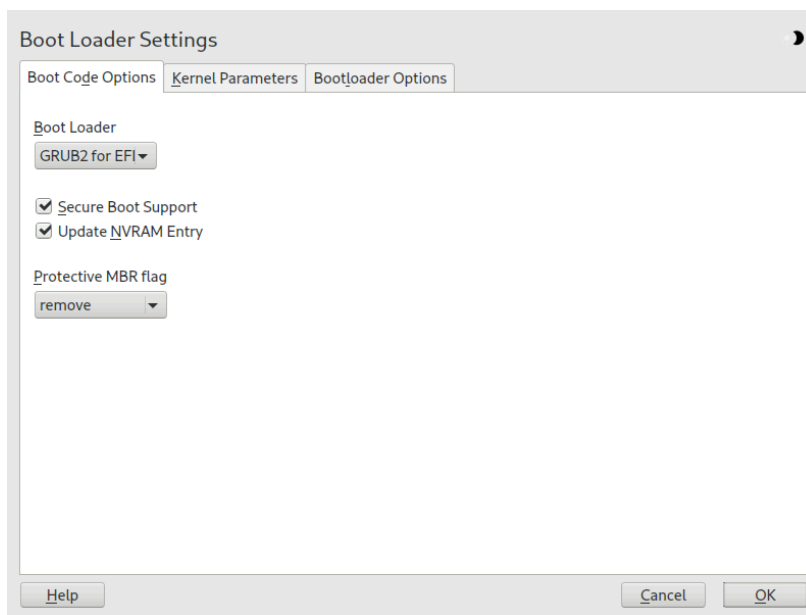 Boot Loader Settings
Boot Code Options Kernel Parameters Bootloader Options
Boot Loader
GRUB2 for EFI
Secure Boot Support
Update NVRAM Entry
Protective MBR flag
remove
Help Cancel OK